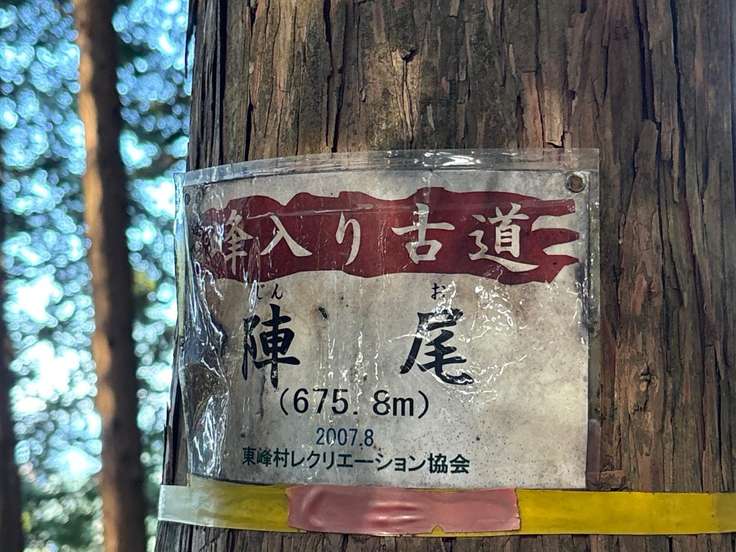 峰入り古道
じん お
陣 尾
(675.8m)
2007.8
東峰村レクリエーション協会